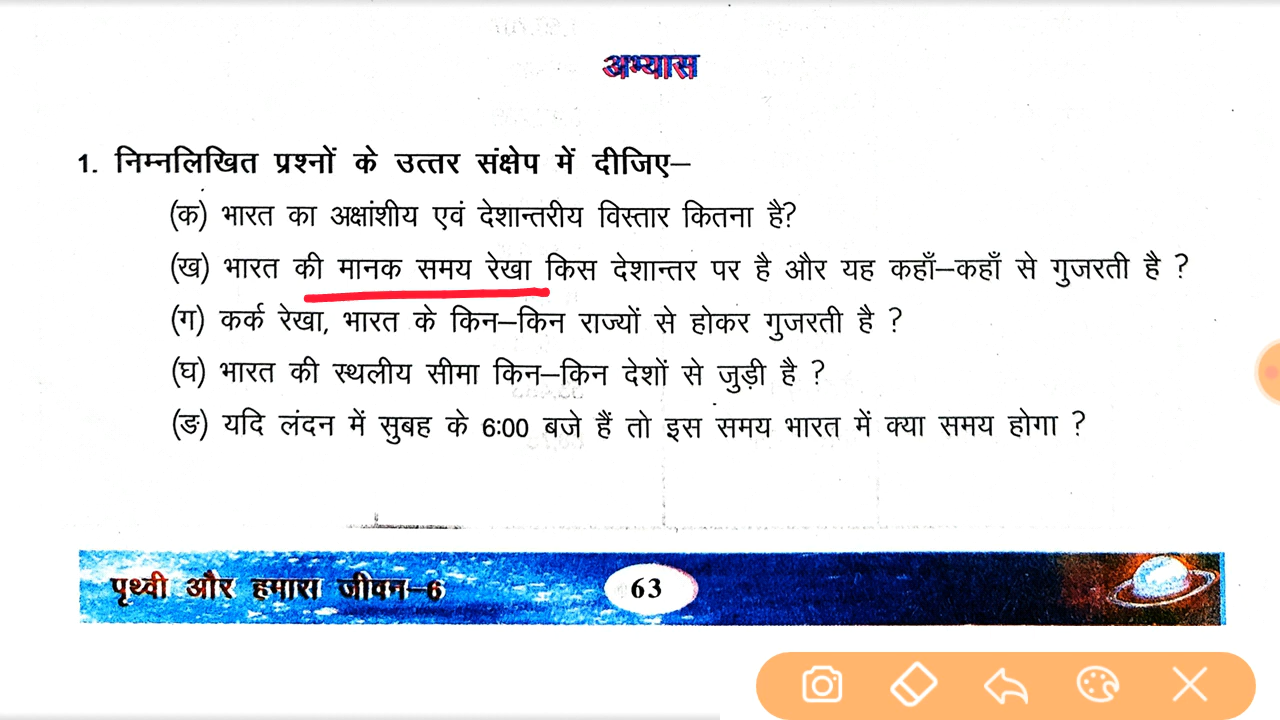 अभ्यास
1. निम्नलिखित प्रश्नों के उत्तर संक्षेप में दीजिए–
(क) भारत का अक्षांशीय एवं देशान्तरीय विस्तार कितना है?
(ख) भारत की मानक समय रेखा किस देशान्तर पर है और यह कहाँ–कहाँ से गुजरती है ?
(ग) कर्क रेखा, भारत के किन–किन राज्यों से होकर गुजरती है ?
(घ) भारत की स्थलीय सीमा किन–किन देशों से जुड़ी है ?
(ङ) यदि लंदन में सुबह के 6:00 बजे हैं तो इस समय भारत में क्या समय होगा ?
पृथ्वी और हमारा जीवन–6 63